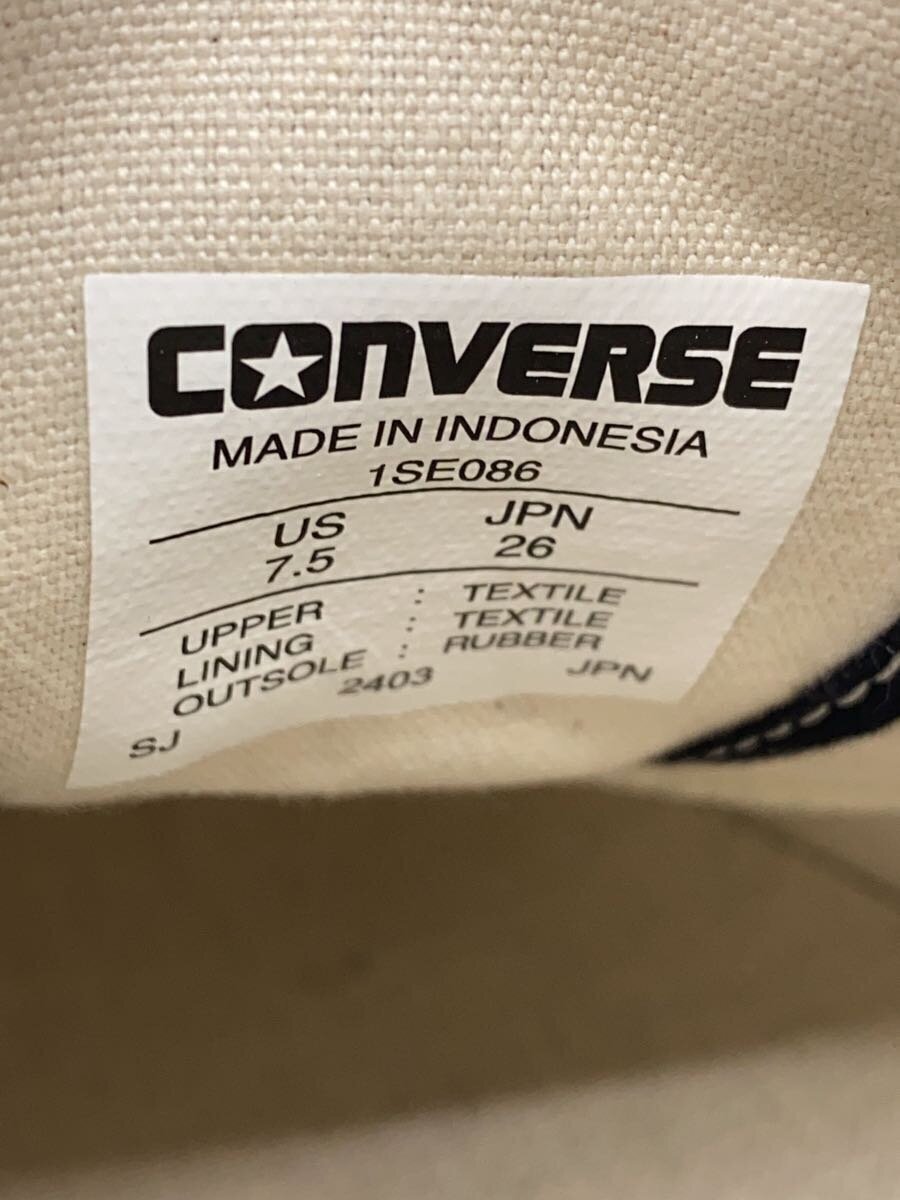 CONVERSE
MADE IN INDONESIA
1SE086
US JPN
7.5 26
UPPER : TEXTILE
LINING : TEXTILE
OUTSOLE : RUBBER
SJ 2403 JPN